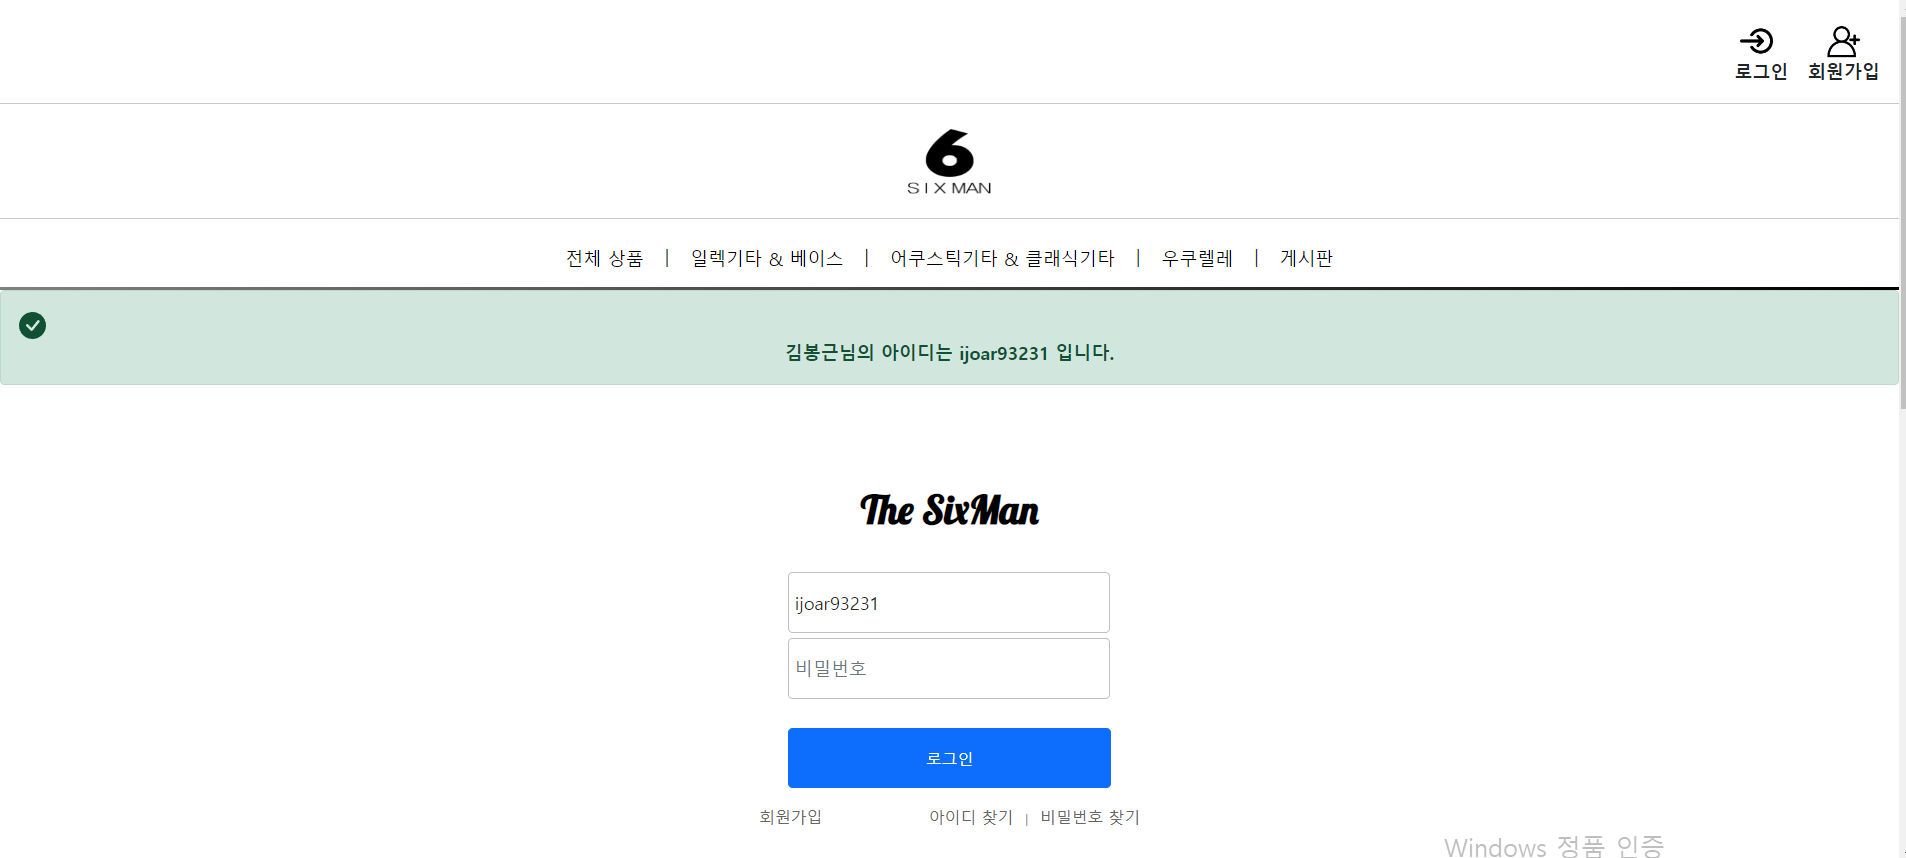 로그인 회원가입
6
SIX MAN
전체 상품 | 일렉기타 & 베이스 | 어쿠스틱기타 & 클래식기타 | 우쿠렐레 | 게시판
김봉근님의 아이디는 ijoar93231 입니다.
The SixMan
ijoar93231
비밀번호
로그인
회원가입 아이디 찾기 | 비밀번호 찾기
Windows 정품 인증